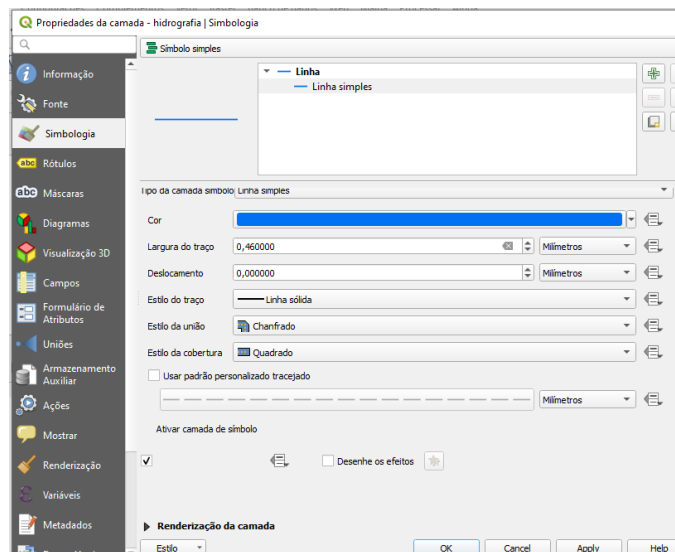 Propriedades da camada - hidrografia | Simbologia
Símbolo simples
Informação
Fonte
Simbologia
abc Rótulos
abc Máscaras
Diagramas
Visualização 3D
Campos
Formulário de
Atributos
Uniões
Armazenamento
Auxiliar
Ações
Mostrar
Renderização
Variáveis
Metadados
Linha
Linha simples
Tipo da camada símbolo Linha simples
Cor
Largura do traço 0,460000 Milímetros
Deslocamento 0,000000 Milímetros
Estilo do traço Linha sólida
Estilo da união Chanfrado
Estilo da cobertura Quadrado
Usar padrão personalizado tracejado
Milímetros
Ativar camada de símbolo
Desenhe os efeitos
Renderização da camada
Estilo OK Cancel Apply Help